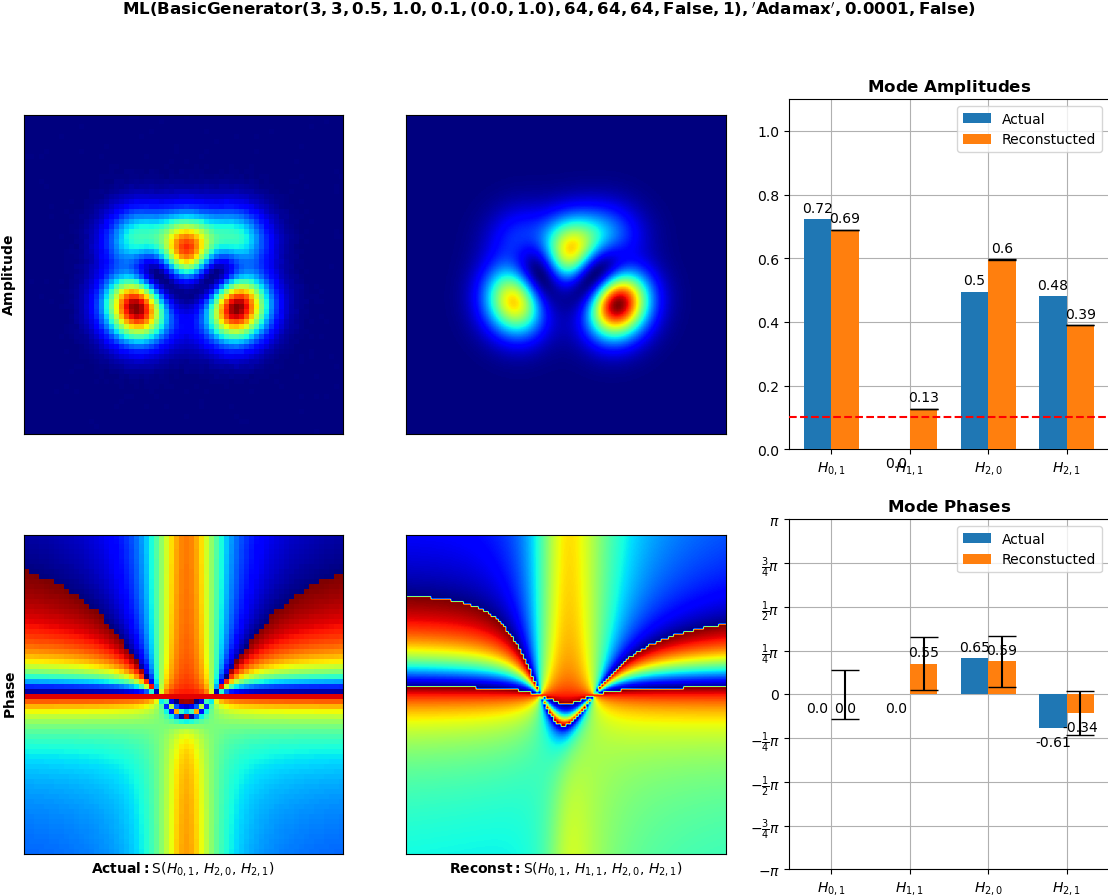 ML(BasicGenerator(3, 3, 0.5, 1.0, 0.1, (0.0, 1.0), 64, 64, 64, False, 1), 'Adamax', 0.0001, False)
Amplitude
Mode Amplitudes
Actual
Reconstucted
1.0
0.8
0.6
0.4
0.2
0.0
0.72
0.69
0.0
0.13
0.5
0.6
0.48
0.39
H0,1
H1,1
H2,0
H2,1
Phase
Actual: S(H0,1, H2,0, H2,1)
Reconst: S(H0,1, H1,1, H2,0, H2,1)
Mode Phases
Actual
Reconstucted
π
3/4π
1/2π
1/4π
0
−1/4π
−1/2π
−3/4π
−π
0.0
0.0
0.0
0.55
0.65
0.59
-0.61
-0.34
H0,1
H1,1
H2,0
H2,1